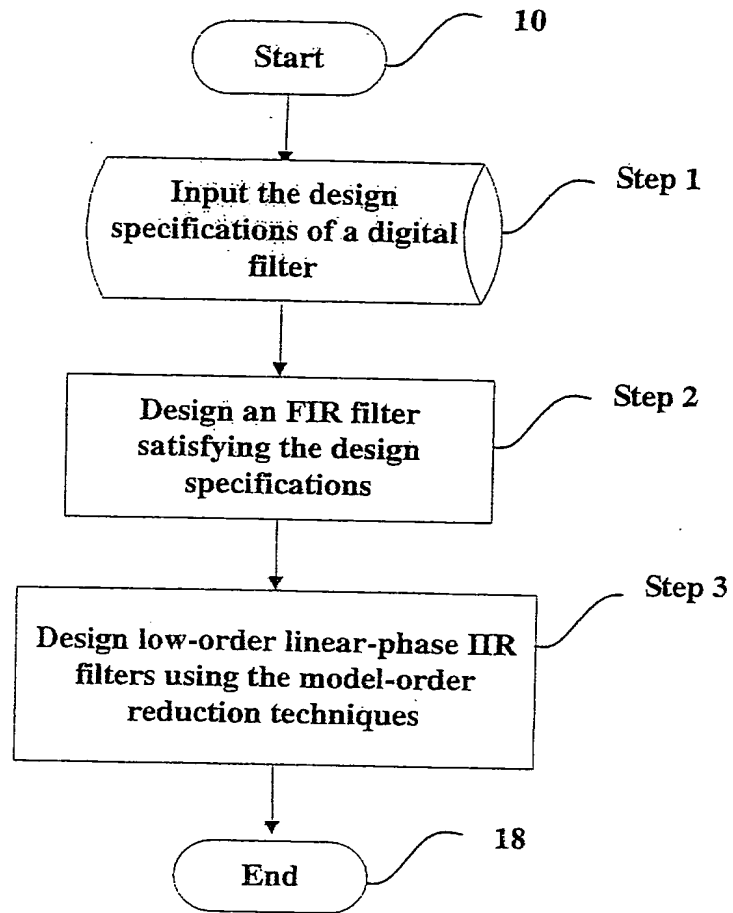 10
Start
Step 1
Input the design
specifications of a digital
filter
Step 2
Design an FIR filter
satisfying the design
specifications
Step 3
Design low-order linear-phase IIR
filters using the model-order
reduction techniques
18
End